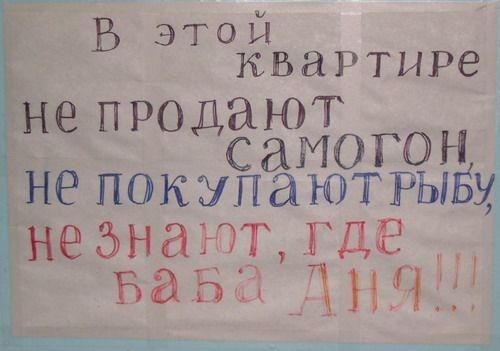 В этой
квартире
не продают
самогон,
не покупают рыбу,
не знают, где
баба Аня!!!